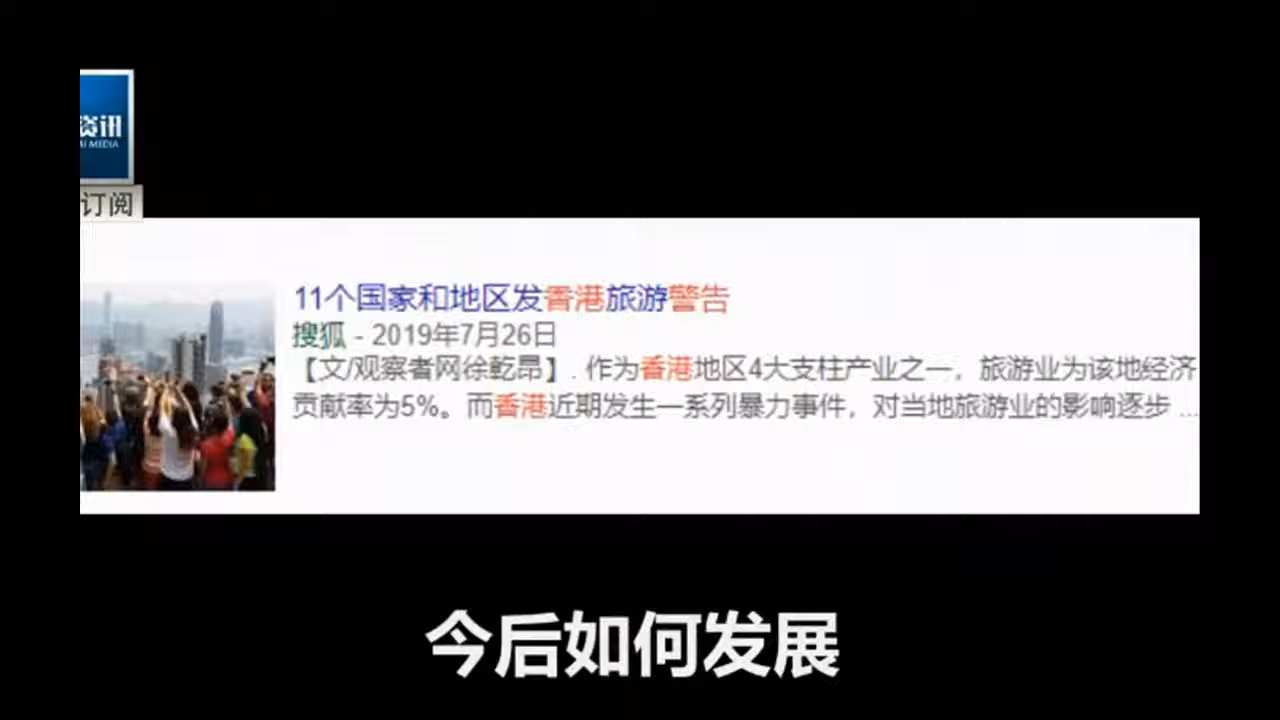 资讯
AI MEDIA
订阅
11个国家和地区发香港旅游警告
搜狐 - 2019年7月26日
【文/观察者网徐乾昂】. 作为香港地区4大支柱产业之一，旅游业为该地经济
贡献率为5%。而香港近期发生一系列暴力事件，对当地旅游业的影响逐步 ...
今后如何发展